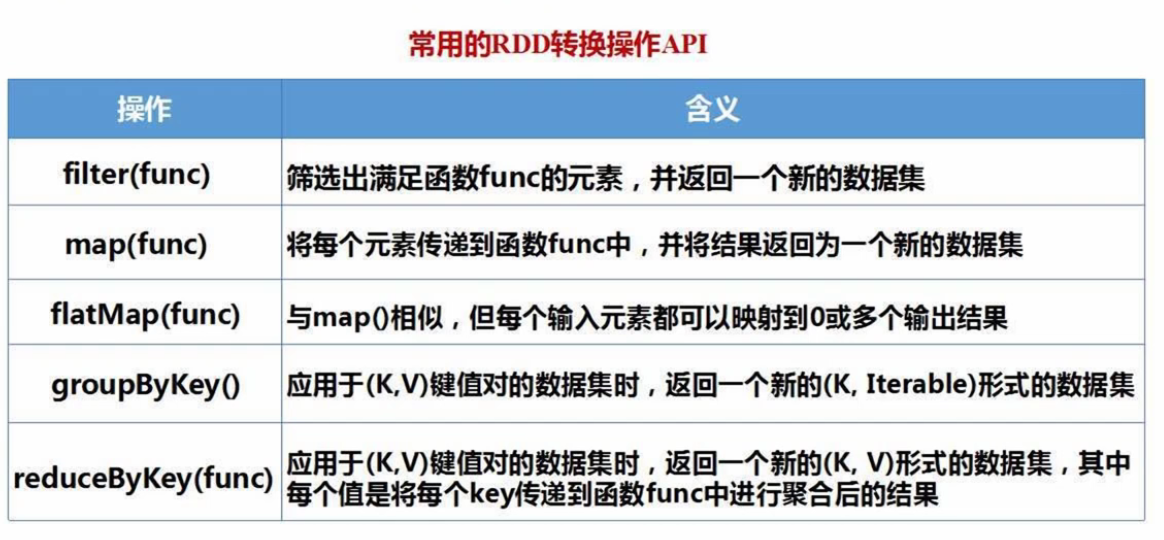 常用的RDD转换操作API
操作 含义
filter(func) 筛选出满足函数func的元素，并返回一个新的数据集
map(func) 将每个元素传递到函数func中，并将结果返回为一个新的数据集
flatMap(func) 与map()相似，但每个输入元素都可以映射到0或多个输出结果
groupByKey() 应用于(K,V)键值对的数据集时，返回一个新的(K, Iterable)形式的数据集
reduceByKey(func) 应用于(K,V)键值对的数据集时，返回一个新的(K, V)形式的数据集，其中
每个值是将每个key传递到函数func中进行聚合后的结果